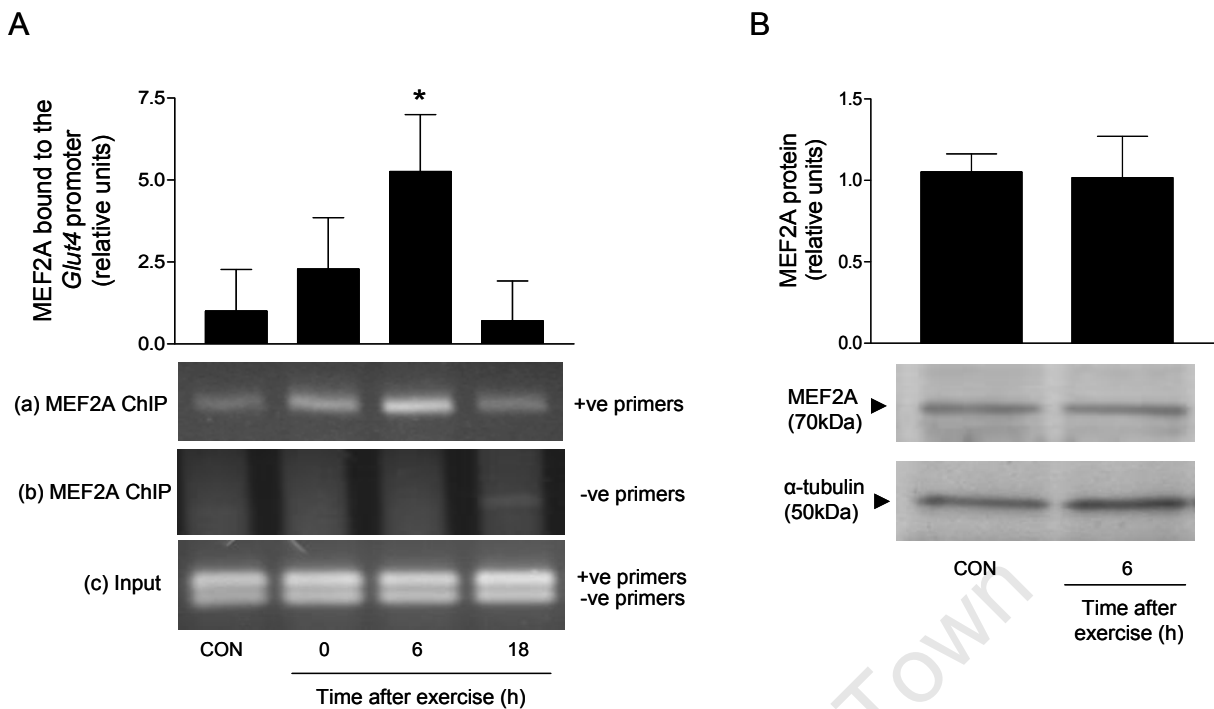 A
MEF2A bound to the
Glut4 promoter
(relative units)
7.5
5.0
2.5
0.0
*
(a) MEF2A ChIP
+ve primers
(b) MEF2A ChIP
-ve primers
(c) Input
+ve primers
-ve primers
CON 0 6 18
Time after exercise (h)
B
MEF2A protein
(relative units)
1.5
1.0
0.5
0.0
MEF2A
(70kDa)
α-tubulin
(50kDa)
CON 6
Time after
exercise (h)
Town